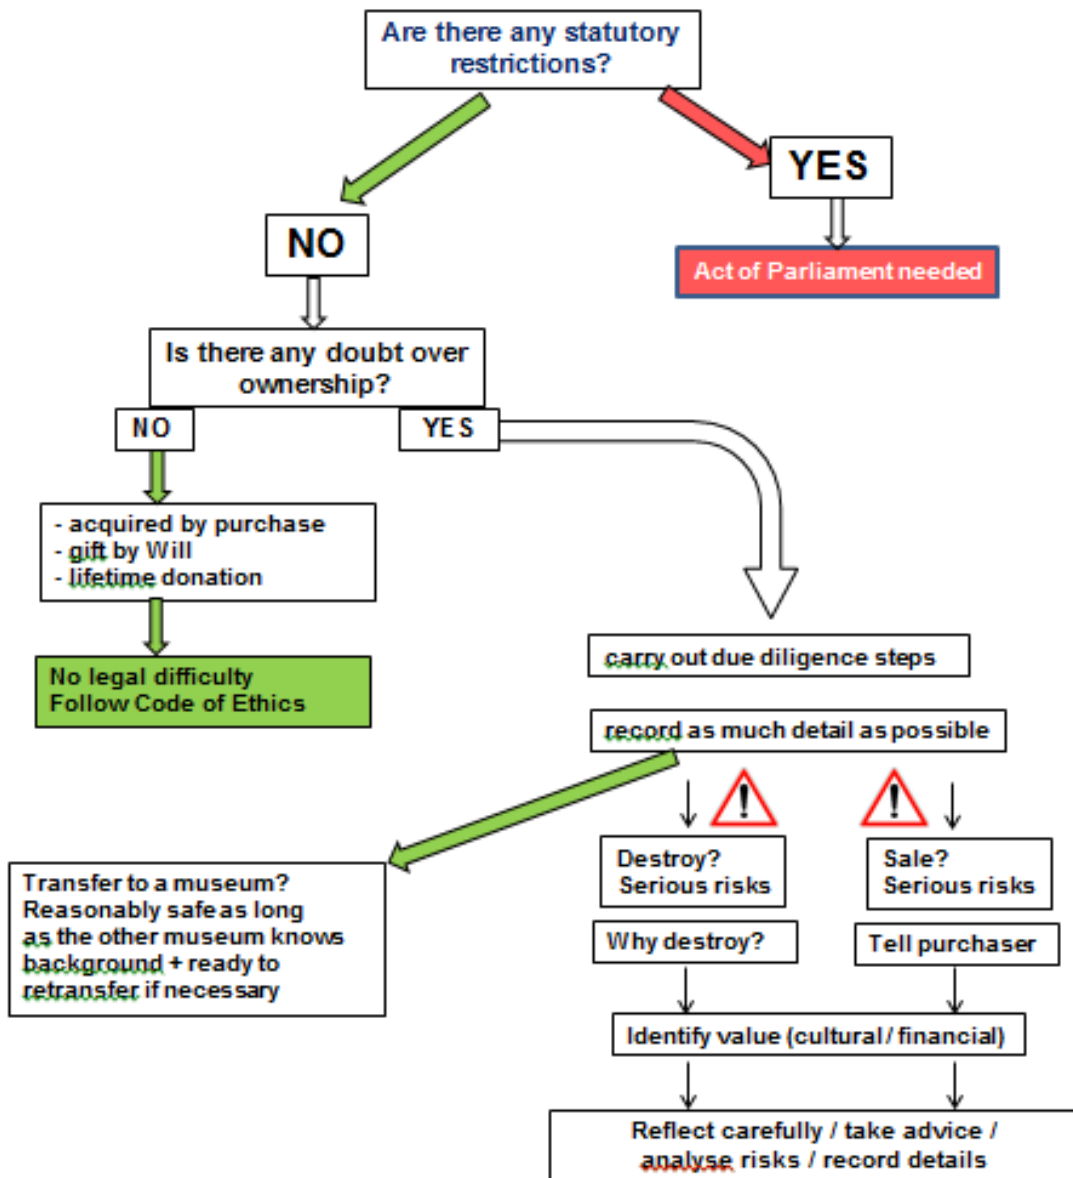 Are there any statutory
restrictions?
YES
NO
Act of Parliament needed
Is there any doubt over
ownership?
NO
YES
- acquired by purchase
- gift by Will
- lifetime donation
No legal difficulty
Follow Code of Ethics
carry out due diligence steps
record as much detail as possible
Transfer to a museum?
Reasonably safe as long
as the other museum knows
background + ready to
retransfer if necessary
!
!
Destroy?
Serious risks
Sale?
Serious risks
Why destroy?
Tell purchaser
Identify value (cultural / financial)
Reflect carefully / take advice /
analyse risks / record details